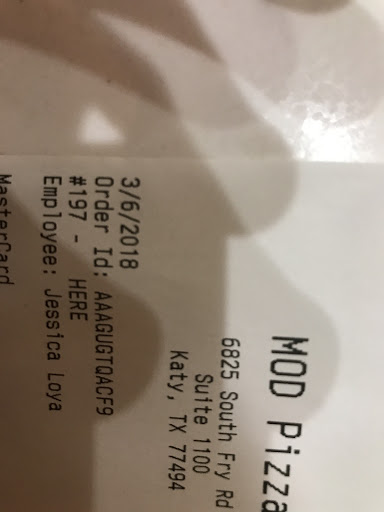 MOD Pizza
6825 South Fry Rd
Suite 1100
Katy, TX 77494
3/6/2018
Order Id: AAAGUGTQACF9
#197 - HERE
Employee: Jessica Loya
MasterCard